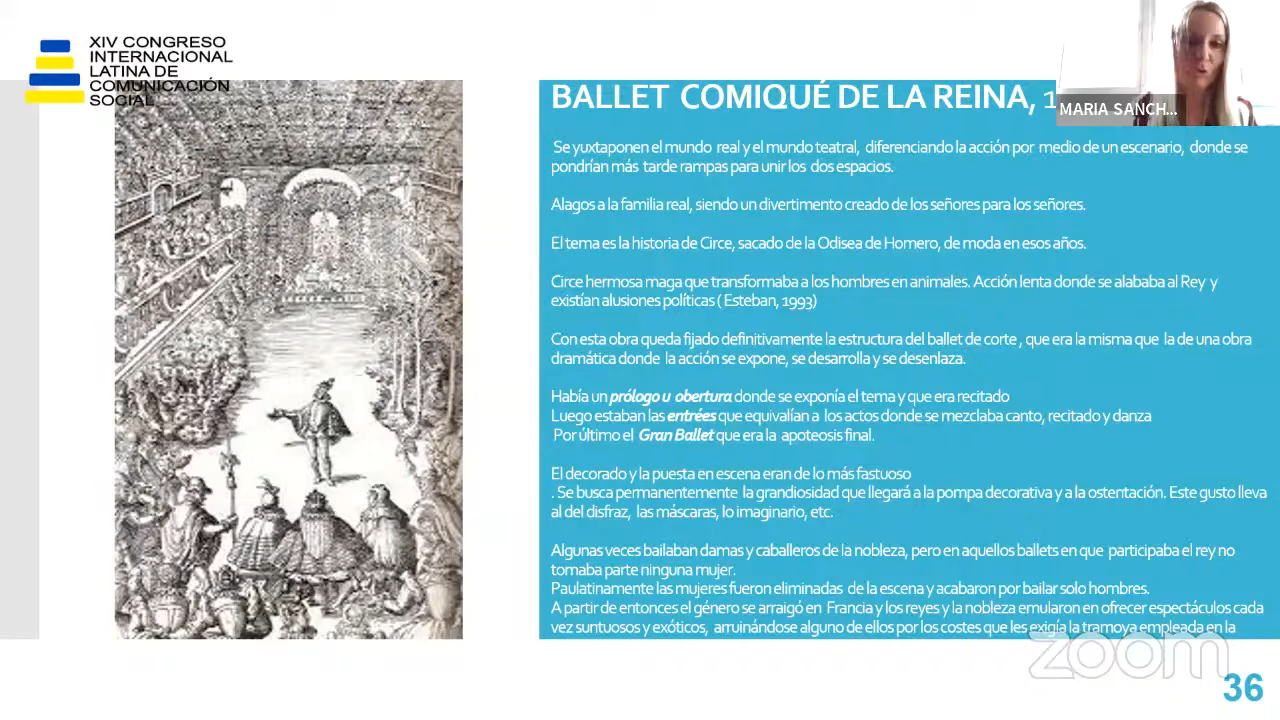 XIV CONGRESO
INTERNACIONAL
LATINA DE
COMUNICACIÓN
SOCIAL
BALLET COMIQUÉ DE LA REINA, 1
MARIA SANCH...
Se yuxtaponen el mundo real y el mundo teatral, diferenciando la acción por medio de un escenario, donde se
pondrían más tarde rampas para unir los dos espacios.
Alagos a la familia real, siendo un divertimento creado de los señores para los señores.
El tema es la historia de Circe, sacado de la Odisea de Homero, de moda en esos años.
Circe hermosa maga que transformaba a los hombres en animales. Acción lenta donde se alababa al Rey y
existían alusiones políticas ( Esteban, 1993)
Con esta obra queda fijado definitivamente la estructura del ballet de corte , que era la misma que la de una obra
dramática donde la acción se expone, se desarrolla y se desenlaza.
Había un prólogo u obertura donde se exponía el tema y que era recitado
Luego estaban las entrées que equivalían a los actos donde se mezclaba canto, recitado y danza
Por último el Gran Ballet que era la apoteosis final.
El decorado y la puesta en escena eran de lo más fastuoso
. Se busca permanentemente la grandiosidad que llegará a la pompa decorativa y a la ostentación. Este gusto lleva
al del disfraz, las máscaras, lo imaginario, etc.
Algunas veces bailaban damas y caballeros de la nobleza, pero en aquellos ballets en que participaba el rey no
tomaba parte ninguna mujer.
Paulatinamente las mujeres fueron eliminadas de la escena y acabaron por bailar solo hombres.
A partir de entonces el género se arraigó en Francia y los reyes y la nobleza emularon en ofrecer espectáculos cada
vez suntuosos y exóticos, arruinándose alguno de ellos por los costes que les exigía la tramoya empleada en la
zoom
36